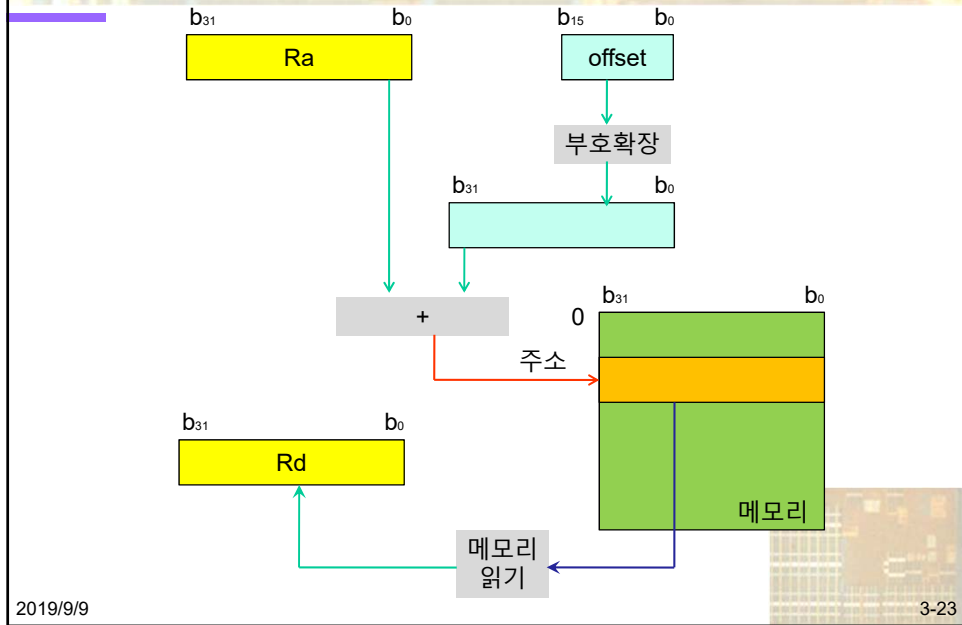 b31 b0 b15 b0
Ra offset
부호확장
b31 b0
+
b31 b0
0
주소
b31 b0
Rd
메모리
메모리
읽기
2019/9/9 3-23